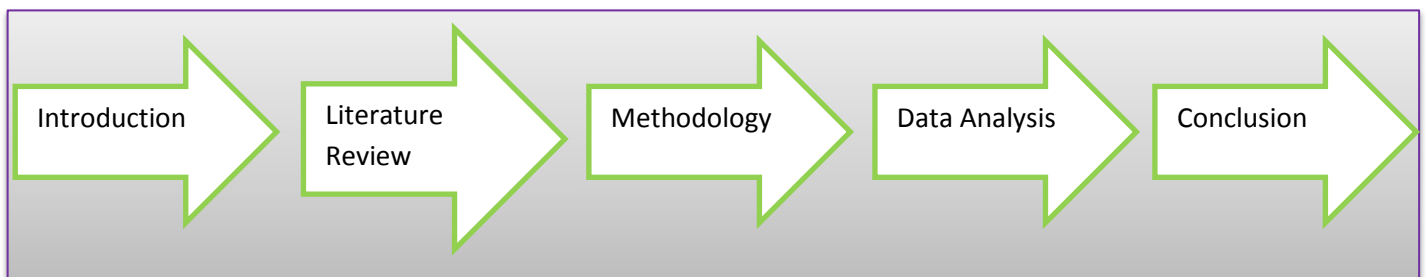 Introduction
Literature
Review
Methodology
Data Analysis
Conclusion